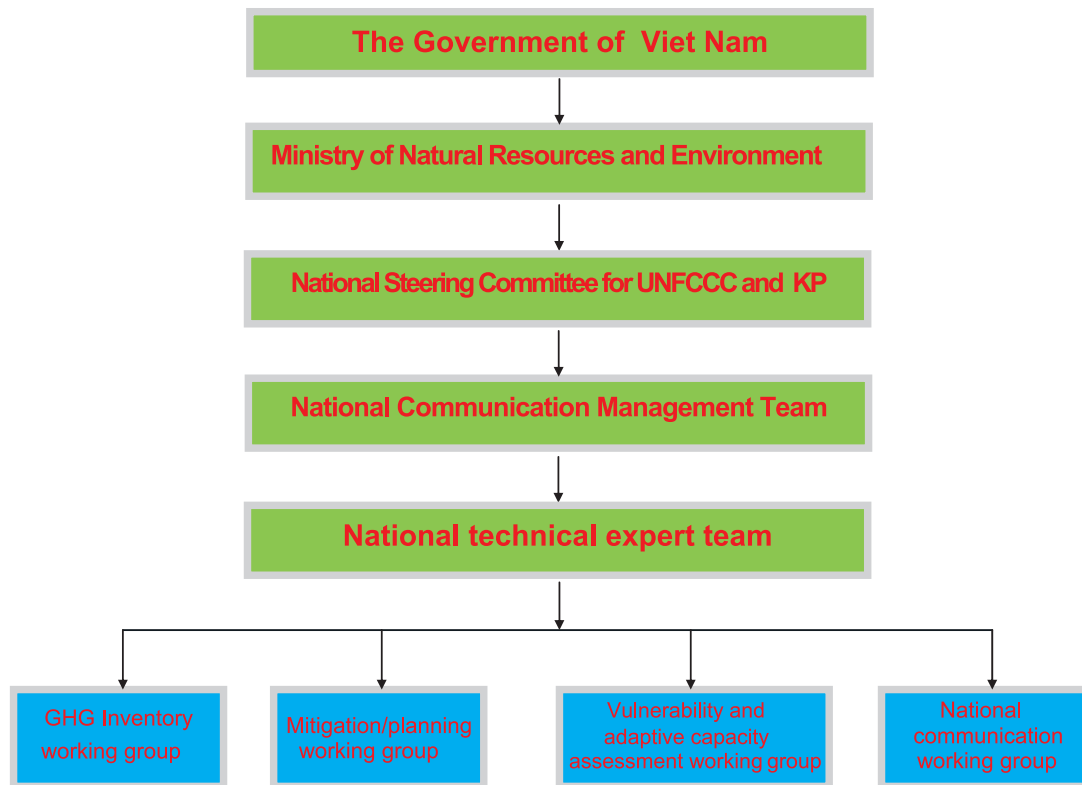 The Government of Viet Nam
Ministry of Natural Resources and Environment
National Steering Committee for UNFCCC and KP
National Communication Management Team
National technical expert team
GHG Inventory
working group
Mitigation/planning
working group
Vulnerability and
adaptive capacity
assessment working group
National
communication
working group